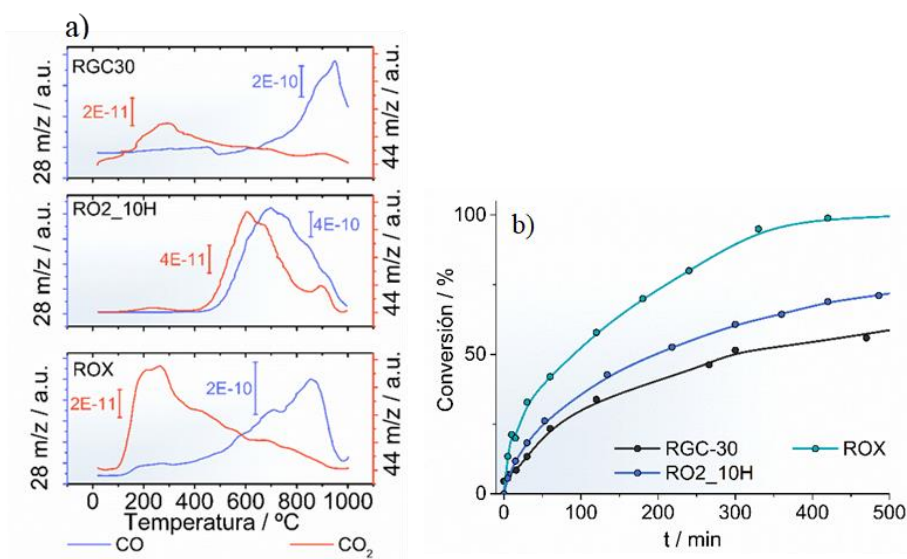 a)
RGC30
2E-11
2E-10
28 m/z / a.u.
44 m/z / a.u.
RO2_10H
4E-11
4E-10
28 m/z / a.u.
44 m/z / a.u.
ROX
2E-11
2E-10
28 m/z / a.u.
44 m/z / a.u.
0 200 400 600 800 1000
Temperatura / ºC
CO CO₂
b)
100
50
0
Conversión / %
RGC-30 ROX
RO2_10H
0 100 200 300 400 500
t / min